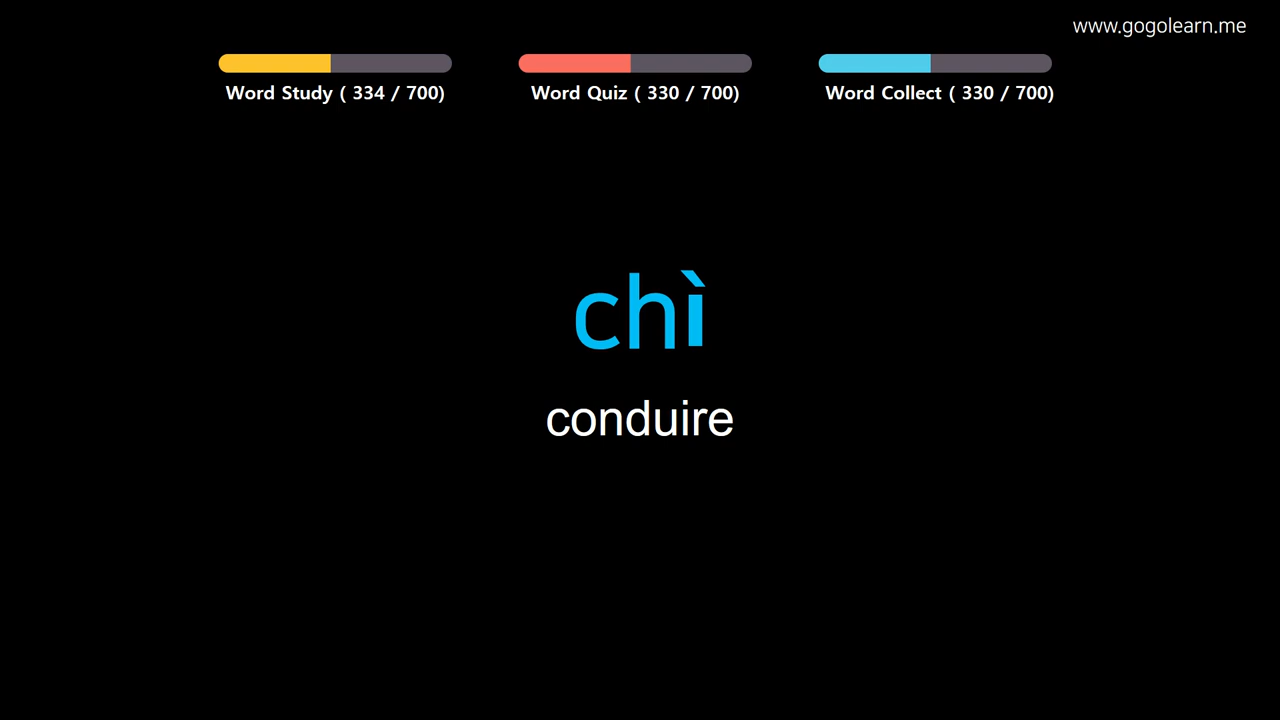 www.gogolearn.me
Word Study ( 334 / 700)
Word Quiz ( 330 / 700)
Word Collect ( 330 / 700)
chì
conduire